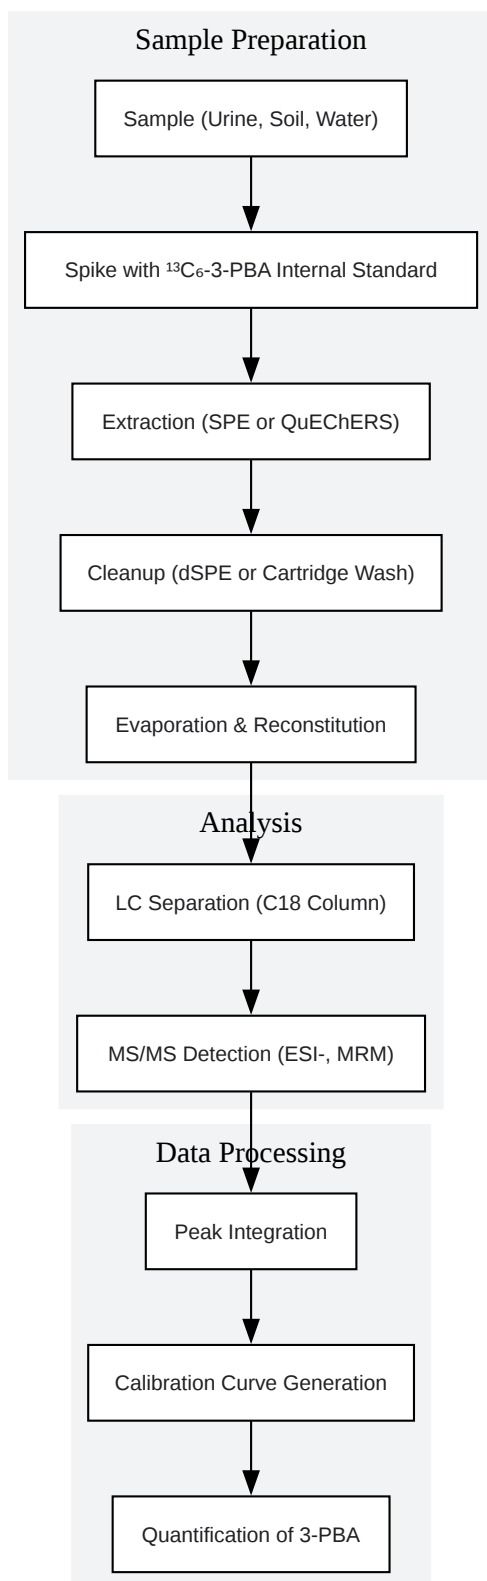 Sample Preparation
Sample (Urine, Soil, Water)
Spike with ¹³C₆-3-PBA Internal Standard
Extraction (SPE or QuEChERS)
Cleanup (dSPE or Cartridge Wash)
Evaporation & Reconstitution
Analysis
LC Separation (C18 Column)
MS/MS Detection (ESI-, MRM)
Data Processing
Peak Integration
Calibration Curve Generation
Quantification of 3-PBA